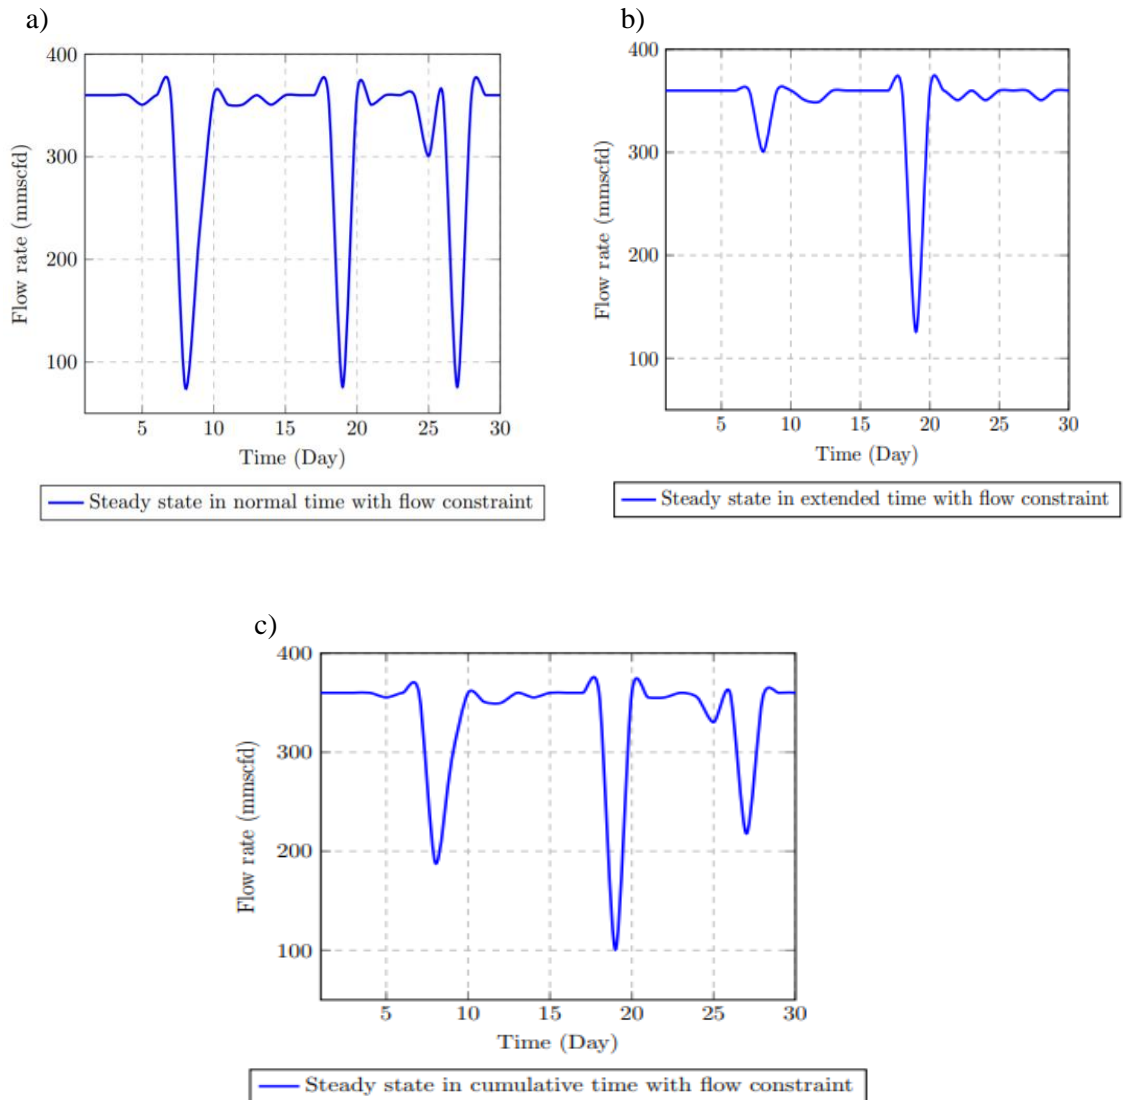 a)
400
300
200
100
Flow rate (mmscfd)
5 10 15 20 25 30
Time (Day)
Steady state in normal time with flow constraint
b)
400
300
200
100
Flow rate (mmscfd)
5 10 15 20 25 30
Time (Day)
Steady state in extended time with flow constraint
c)
400
300
200
100
Flow rate (mmscfd)
5 10 15 20 25 30
Time (Day)
Steady state in cumulative time with flow constraint